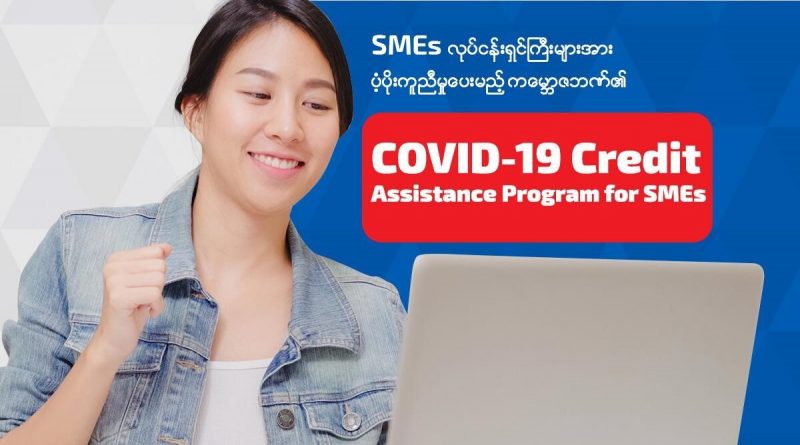 SMEs လုပ်ငန်းရှင်ကြီးများအား
ပံ့ပိုးကူညီမှုပေးမည့် ကမ္ဘောဇဘဏ်၏
COVID-19 Credit
Assistance Program for SMEs